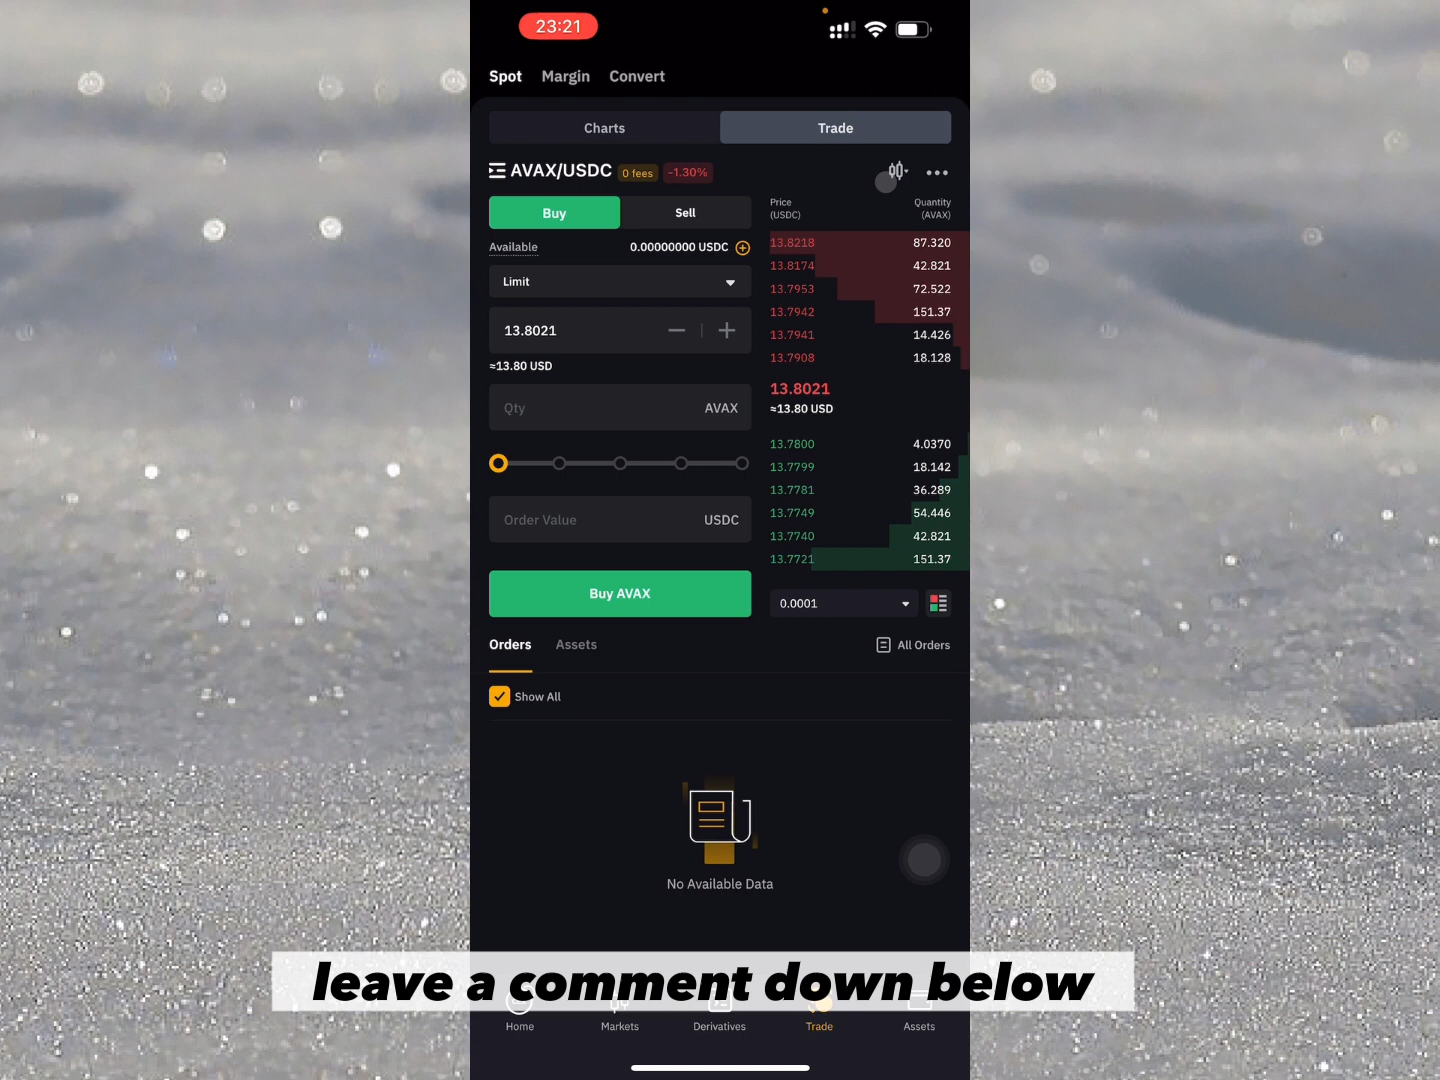 23:21
Spot Margin Convert
Charts Trade
AVAX/USDC 0 fees -1.30%
Buy Sell
Available 0.00000000 USDC
Limit
13.8021
≈13.80 USD
Qty AVAX
Order Value USDC
Buy AVAX
Price Quantity
(USDC) (AVAX)
13.8218 87.320
13.8174 42.821
13.7953 72.522
13.7942 151.37
13.7941 14.426
13.7908 18.128
13.8021
≈13.80 USD
13.7800 4.0370
13.7799 18.142
13.7781 36.289
13.7749 54.446
13.7740 42.821
13.7721 151.37
0.0001
Orders Assets All Orders
Show All
No Available Data
leave a comment down below
Home Markets Derivatives Trade Assets